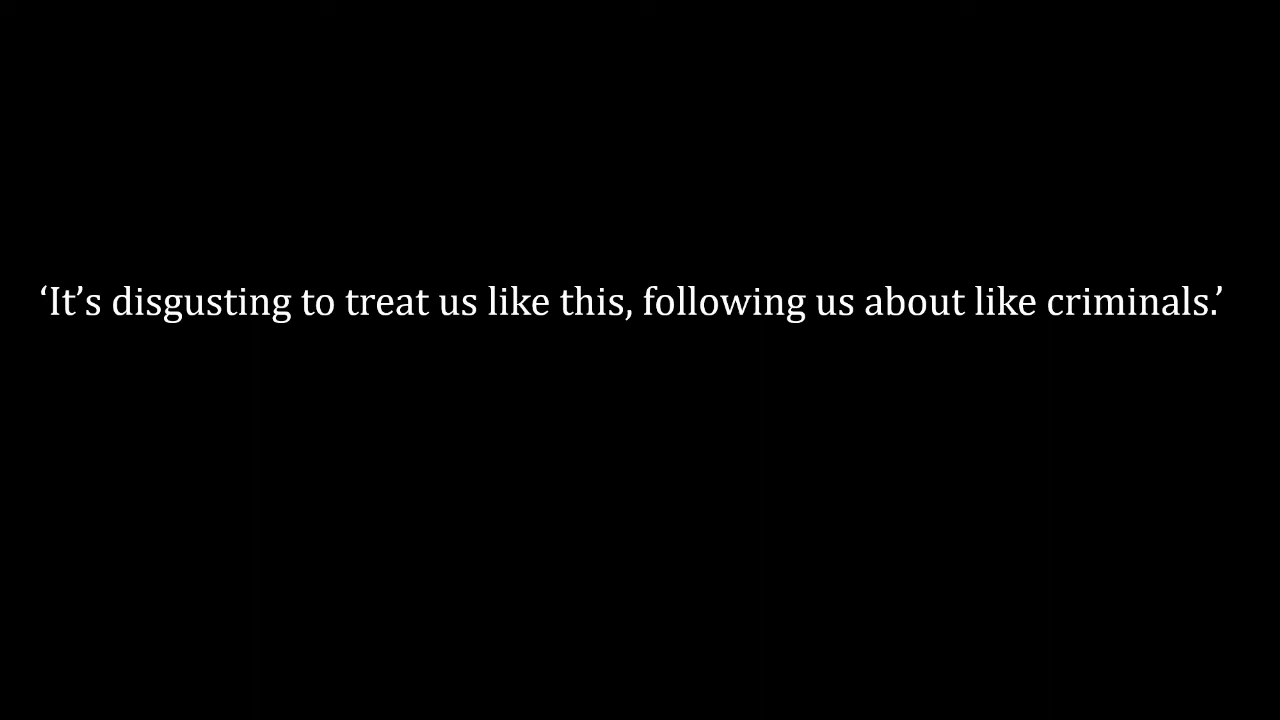 ‘It’s disgusting to treat us like this, following us about like criminals.’